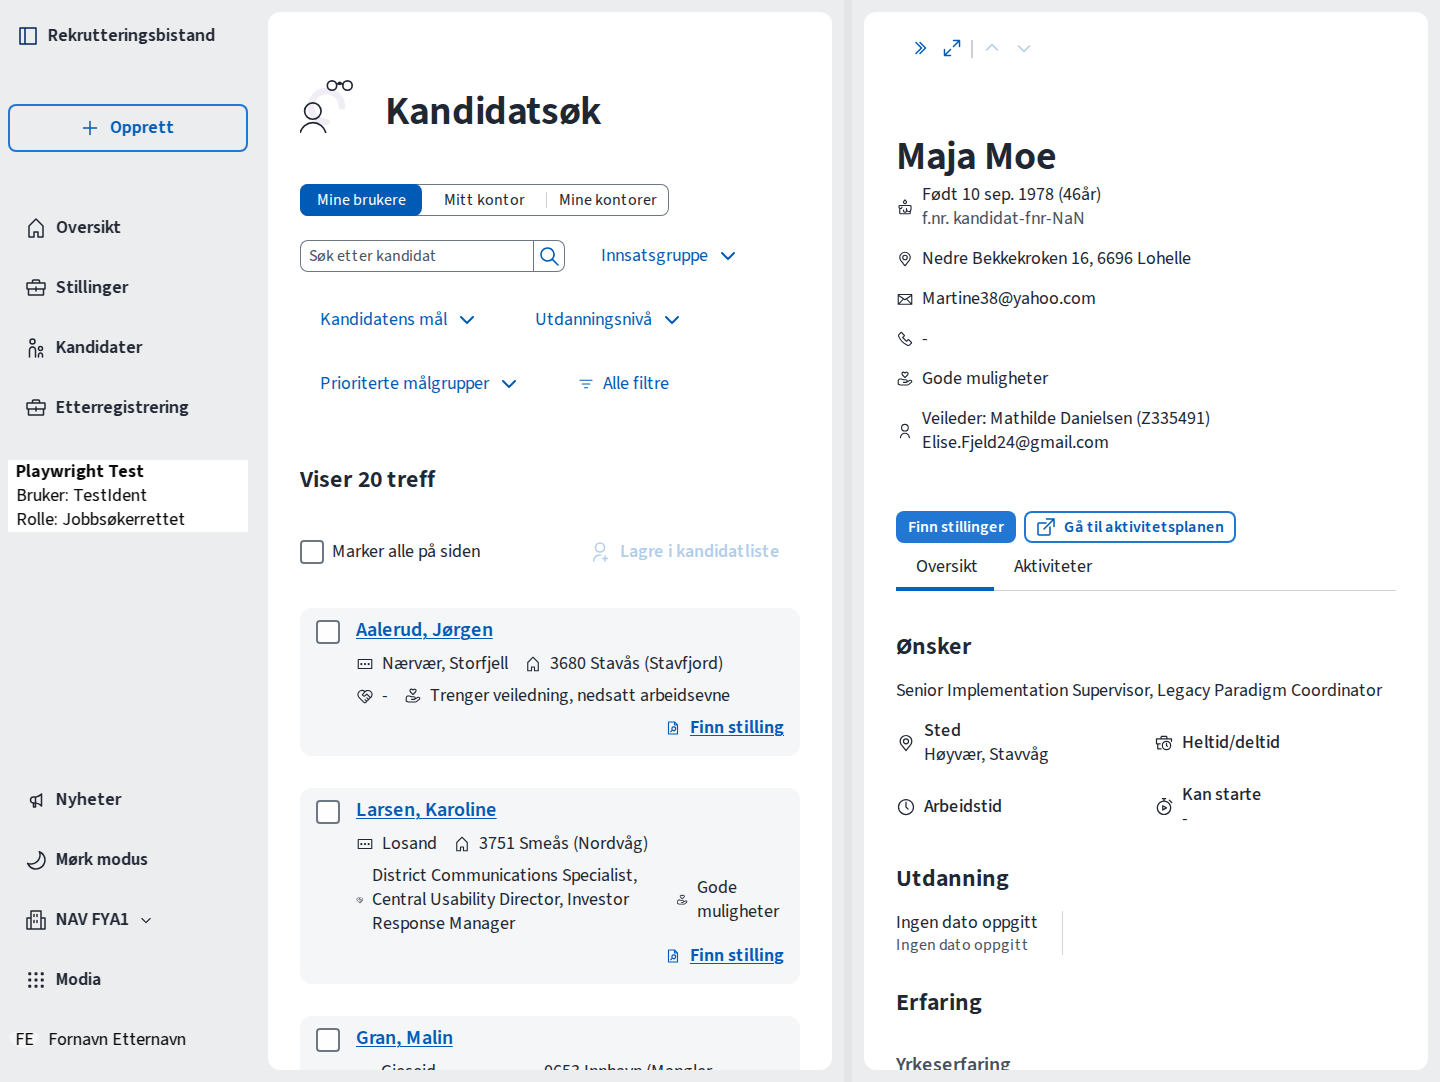 Rekrutteringsbistand
Opprett
Oversikt
Stillinger
Kandidater
Etterregistrering
Playwright Test
Bruker: TestIdent
Rolle: Jobbsøkerrettet
Nyheter
Mørk modus
NAV FYA1
Modia
FE Fornavn Etternavn
Kandidatsøk
Mine brukere Mitt kontor Mine kontorer
Søk etter kandidat Innsatsgruppe
Kandidatens mål Utdanningsnivå
Prioriterte målgrupper Alle filtre
Viser 20 treff
Marker alle på siden Lagre i kandidatliste
Aalerud, Jørgen
Nærvær, Storfjell 3680 Stavås (Stavfjord)
- Trenger veiledning, nedsatt arbeidsevne
Finn stilling
Larsen, Karoline
Losand 3751 Smeås (Nordvåg)
District Communications Specialist,
Central Usability Director, Investor
Response Manager
Gode
muligheter
Finn stilling
Gran, Malin
Maja Moe
Født 10 sep. 1978 (46år)
f.nr. kandidat-fnr-NaN
Nedre Bekkekroken 16, 6696 Lohelle
Martine38@yahoo.com
-
Gode muligheter
Veileder: Mathilde Danielsen (Z335491)
Elise.Fjeld24@gmail.com
Finn stillinger Gå til aktivitetsplanen
Oversikt Aktiviteter
Ønsker
Senior Implementation Supervisor, Legacy Paradigm Coordinator
Sted
Høyvær, Stavvåg
Heltid/deltid
Arbeidstid
Kan starte
-
Utdanning
Ingen dato oppgitt
Ingen dato oppgitt
Erfaring
Yrkeserfaring